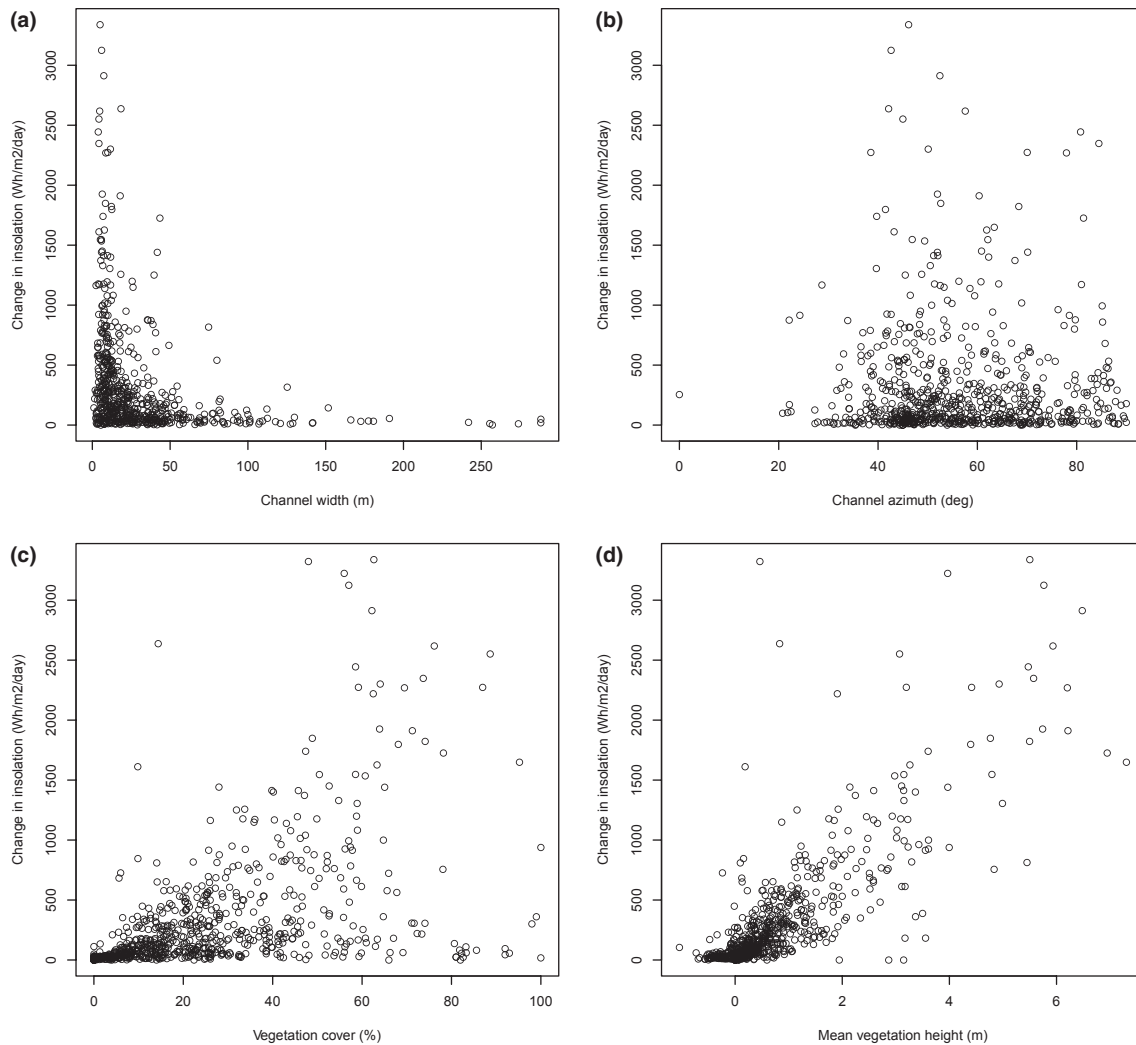 (a)
Change in insolation (Wh/m2/day)
0 500 1000 1500 2000 2500 3000
0 50 100 150 200 250
Channel width (m)
(b)
Change in insolation (Wh/m2/day)
0 500 1000 1500 2000 2500 3000
0 20 40 60 80
Channel azimuth (deg)
(c)
Change in insolation (Wh/m2/day)
0 500 1000 1500 2000 2500 3000
0 20 40 60 80 100
Vegetation cover (%)
(d)
Change in insolation (Wh/m2/day)
0 500 1000 1500 2000 2500 3000
0 2 4 6
Mean vegetation height (m)